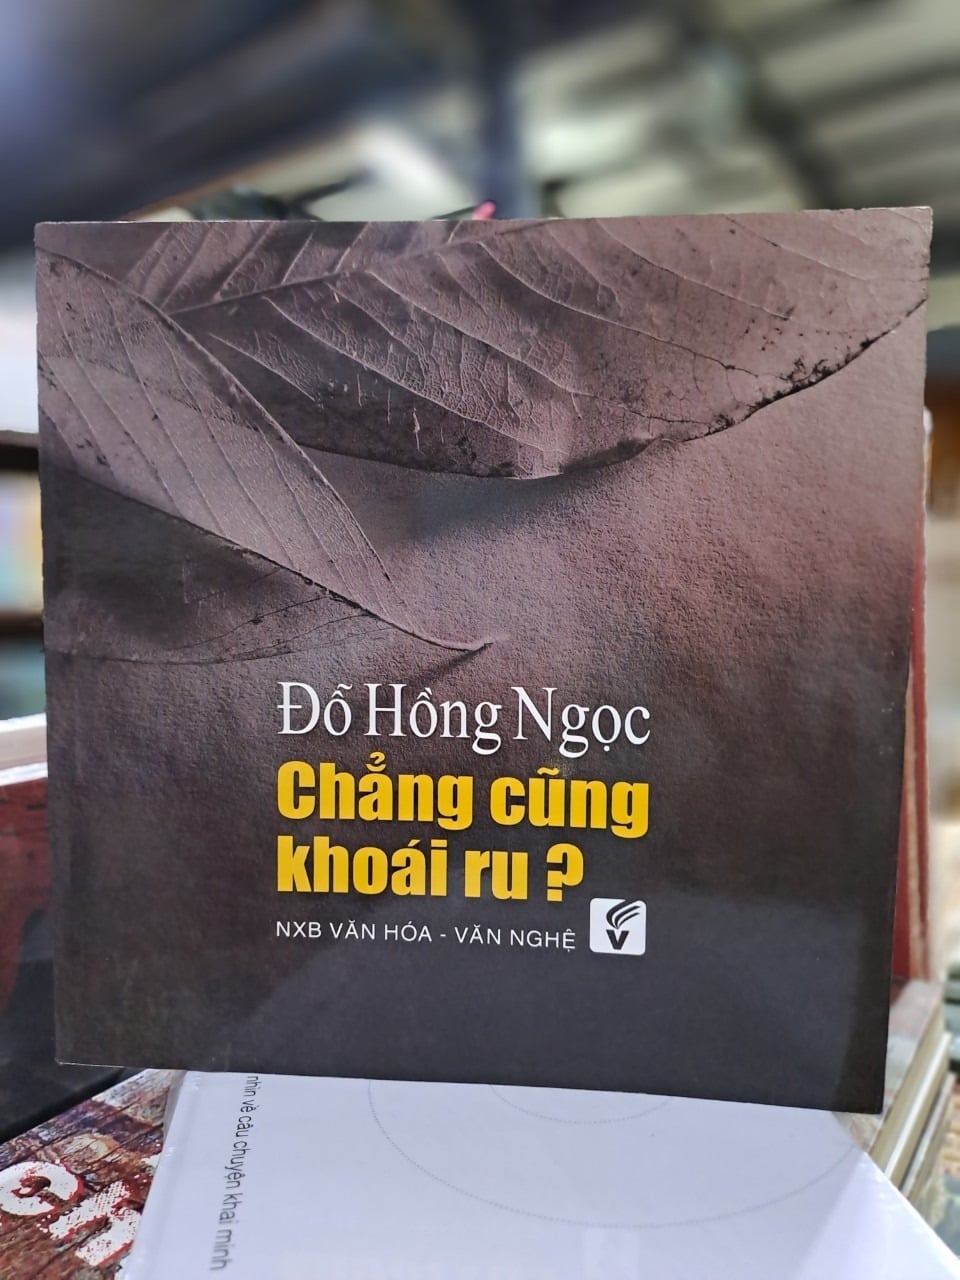 Đỗ Hồng Ngọc
Chẳng cũng
khoái ru ?
NXB VĂN HÓA - VĂN NGHỆ
V
nhìn về câu chuyện khai minh